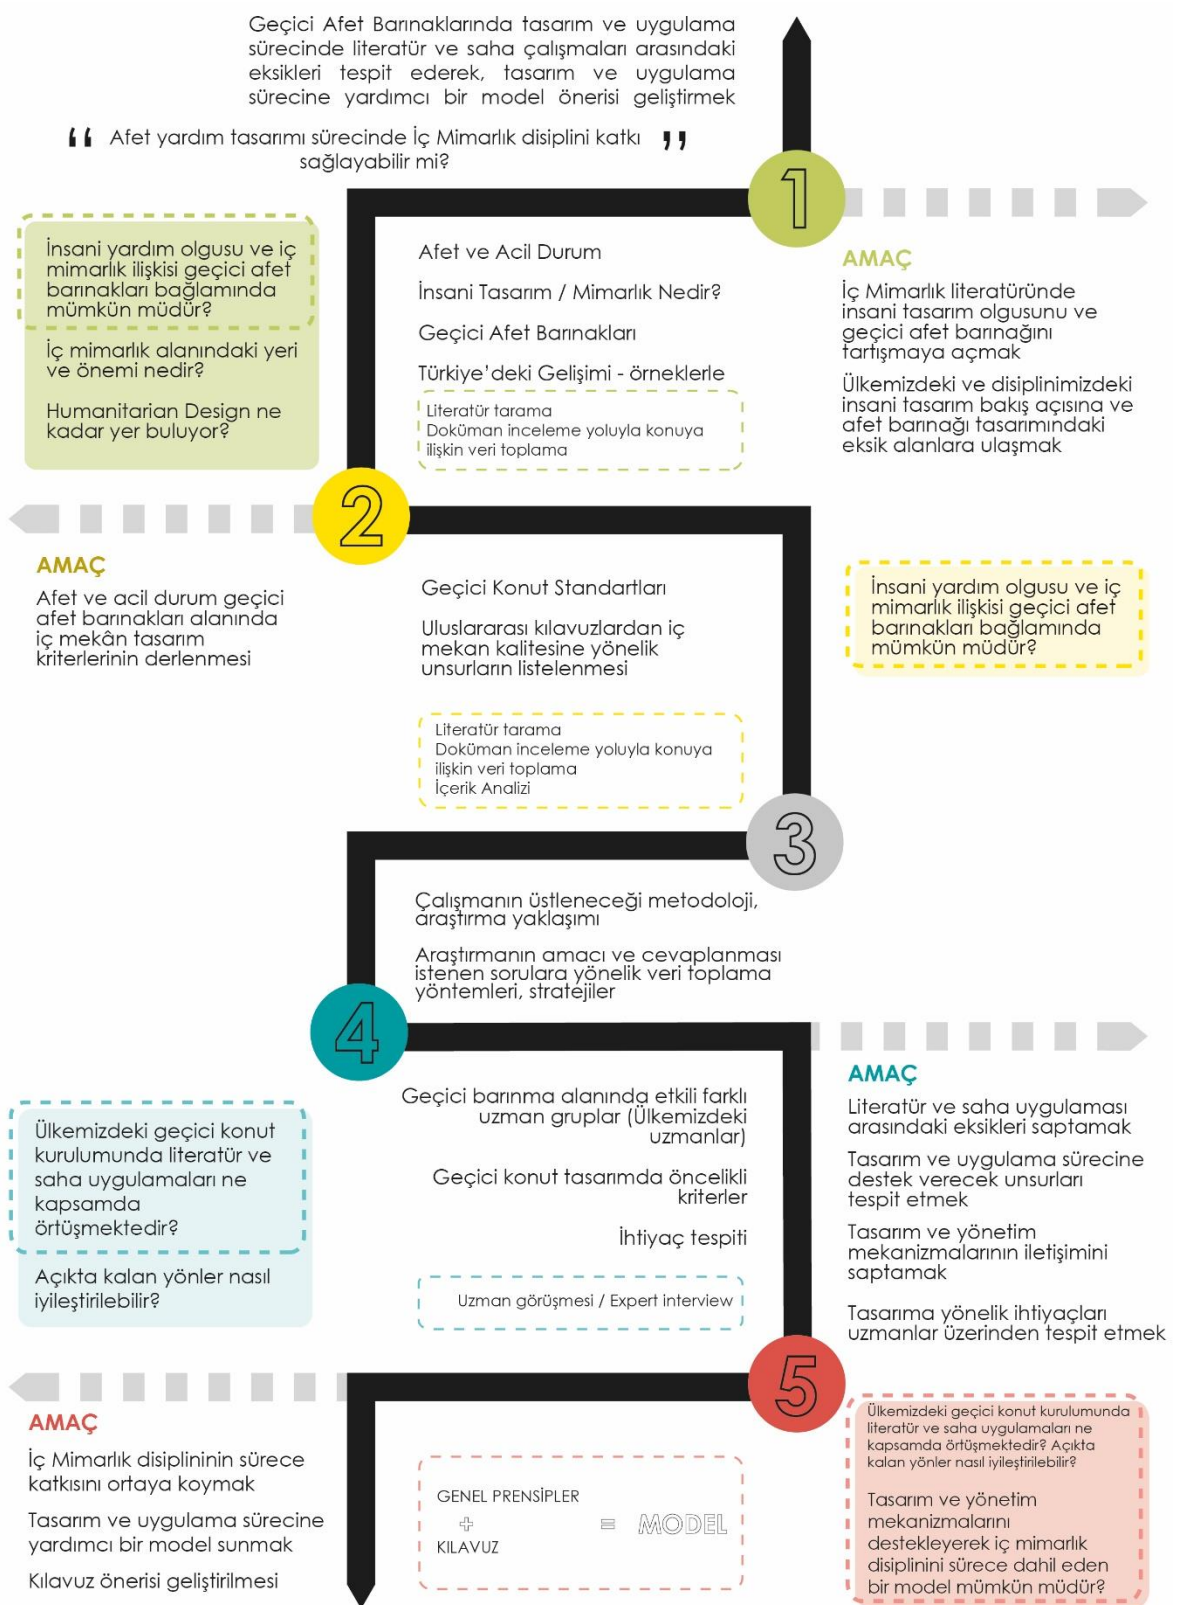 Geçici Afet Barınaklarında tasarım ve uygulama
sürecinde literatür ve saha çalışmaları arasındaki
eksikleri tespit ederek, tasarım ve uygulama
sürecine yardımcı bir model önerisi geliştirmek
“ Afet yardım tasarımı sürecinde İç Mimarlık disiplini katkı ”
sağlayabilir mi?
1
İnsani yardım olgusu ve iç
mimarlık ilişkisi geçici afet
barınakları bağlamında
mümkün müdür?
İç mimarlık alanındaki yeri
ve önemi nedir?
Humanitarian Design ne
kadar yer buluyor?
Afet ve Acil Durum
İnsani Tasarım / Mimarlık Nedir?
Geçici Afet Barınakları
Türkiye’deki Gelişimi - örneklerle
Literatür tarama
Doküman inceleme yoluyla konuya
ilişkin veri toplama
AMAÇ
İç Mimarlık literatüründe
insani tasarım olgusunu ve
geçici afet barınağını
tartışmaya açmak
Ülkemizdeki ve disiplinimizdeki
insani tasarım bakış açısına ve
afet barınağı tasarımındaki
eksik alanlara ulaşmak
2
AMAÇ
Afet ve acil durum geçici
afet barınakları alanında
iç mekân tasarım
kriterlerinin derlenmesi
Geçici Konut Standartları
Uluslararası kılavuzlardan iç
mekan kalitesine yönelik
unsurların listelenmesi
Literatür tarama
Doküman inceleme yoluyla konuya
ilişkin veri toplama
İçerik Analizi
İnsani yardım olgusu ve iç
mimarlık ilişkisi geçici afet
barınakları bağlamında
mümkün müdür?
3
Çalışmanın üstleneceği metodoloji,
araştırma yaklaşımı
Araştırmanın amacı ve cevaplanması
istenen sorulara yönelik veri toplama
yöntemleri, stratejiler
4
Ülkemizdeki geçici konut
kurulumunda literatür ve
saha uygulamaları ne
kapsamda
örtüşmektedir?
Açıkta kalan yönler nasıl
iyileştirilebilir?
Geçici barınma alanında etkili farklı
uzman gruplar (Ülkemizdeki
uzmanlar)
Geçici konut tasarımda öncelikli
kriterler
İhtiyaç tespiti
Uzman görüşmesi / Expert interview
AMAÇ
Literatür ve saha uygulaması
arasındaki eksikleri saptamak
Tasarım ve uygulama sürecine
destek verecek unsurları
tespit etmek
Tasarım ve yönetim
mekanizmalarının iletişimini
saptamak
Tasarıma yönelik ihtiyaçları
uzmanlar üzerinden tespit etmek
5
AMAÇ
İç Mimarlık disiplininin sürece
katkısını ortaya koymak
Tasarım ve uygulama sürecine
yardımcı bir model sunmak
Kılavuz önerisi geliştirilmesi
GENEL PRENSİPLER
+ = MODEL
KILAVUZ
Ülkemizdeki geçici konut kurulumunda
literatür ve saha uygulamaları ne
kapsamda örtüşmektedir? Açıkta
kalan yönler nasıl iyileştirilebilir?
Tasarım ve yönetim
mekanizmalarını
destekleyerek iç mimarlık
disiplinini sürece dahil eden
bir model mümkün müdür?